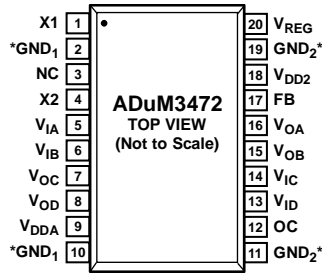 X1 1 20 VREG
*GND1 2 19 GND2*
NC 3 18 VDD2
X2 4 ADuM3472 17 FB
VIA 5 TOP VIEW 16 VOA
VIB 6 (Not to Scale) 15 VOB
VOC 7 14 VIC
VOD 8 13 VID
VDDA 9 12 OC
*GND1 10 11 GND2*